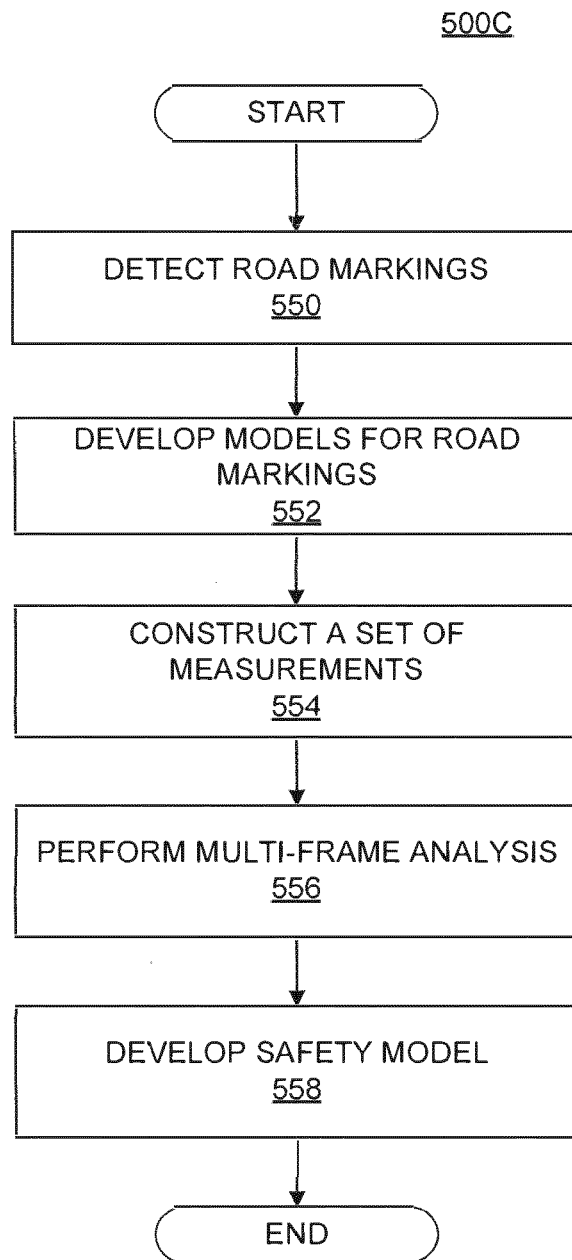 500C
START
DETECT ROAD MARKINGS
550
DEVELOP MODELS FOR ROAD
MARKINGS
552
CONSTRUCT A SET OF
MEASUREMENTS
554
PERFORM MULTI-FRAME ANALYSIS
556
DEVELOP SAFETY MODEL
558
END